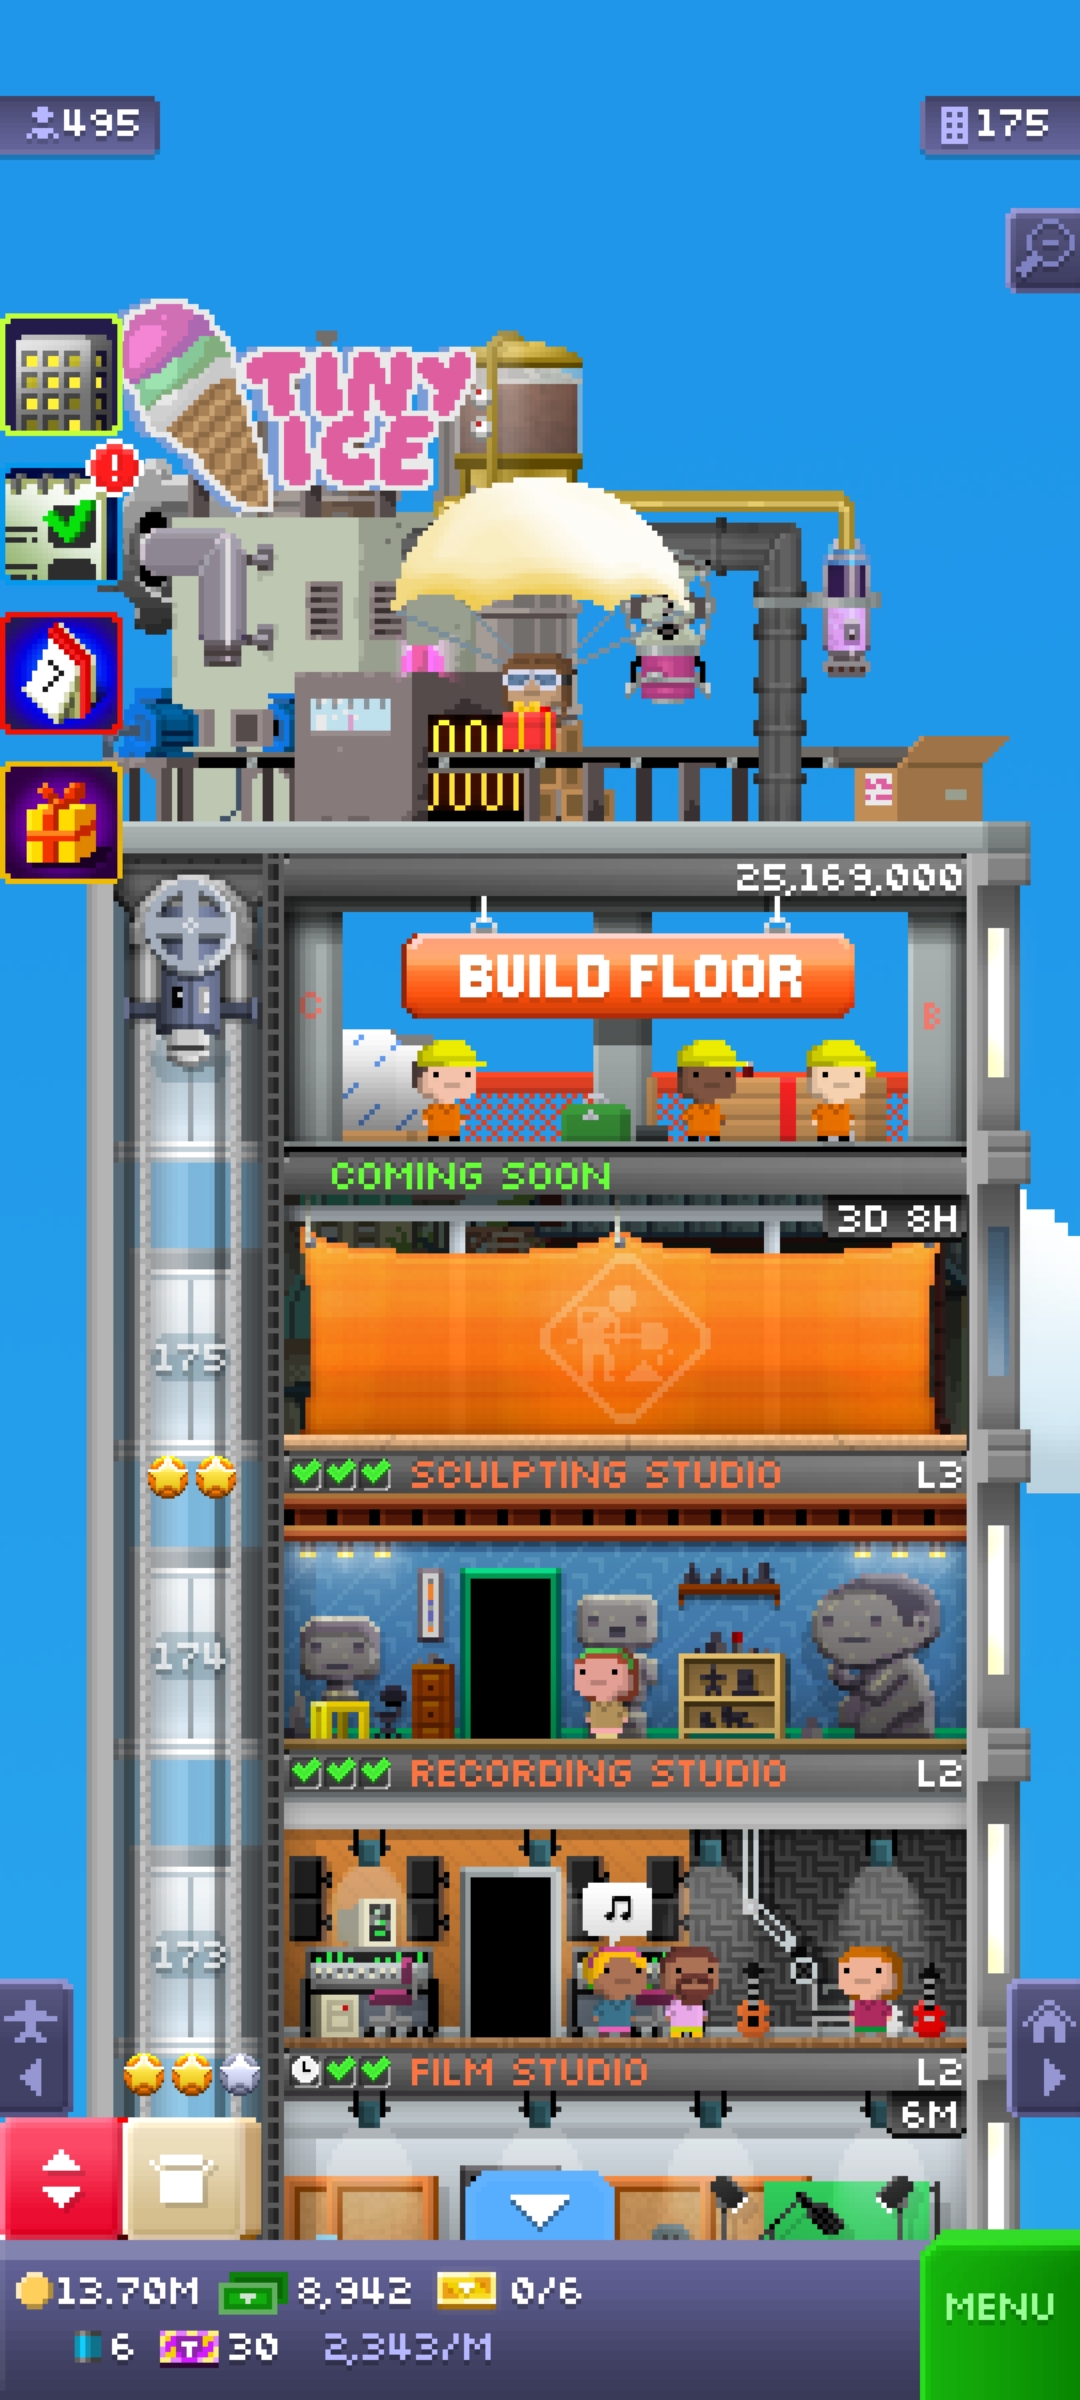 495
175
TINY
ICE
7
25,169,000
BUILD FLOOR
C
B
COMING SOON
3D 8H
175
SCULPTING STUDIO L3
174
RECORDING STUDIO L2
173
FILM STUDIO L2
6M
13.70M 8,942 0/6
6 T 30 2,343/M
MENU